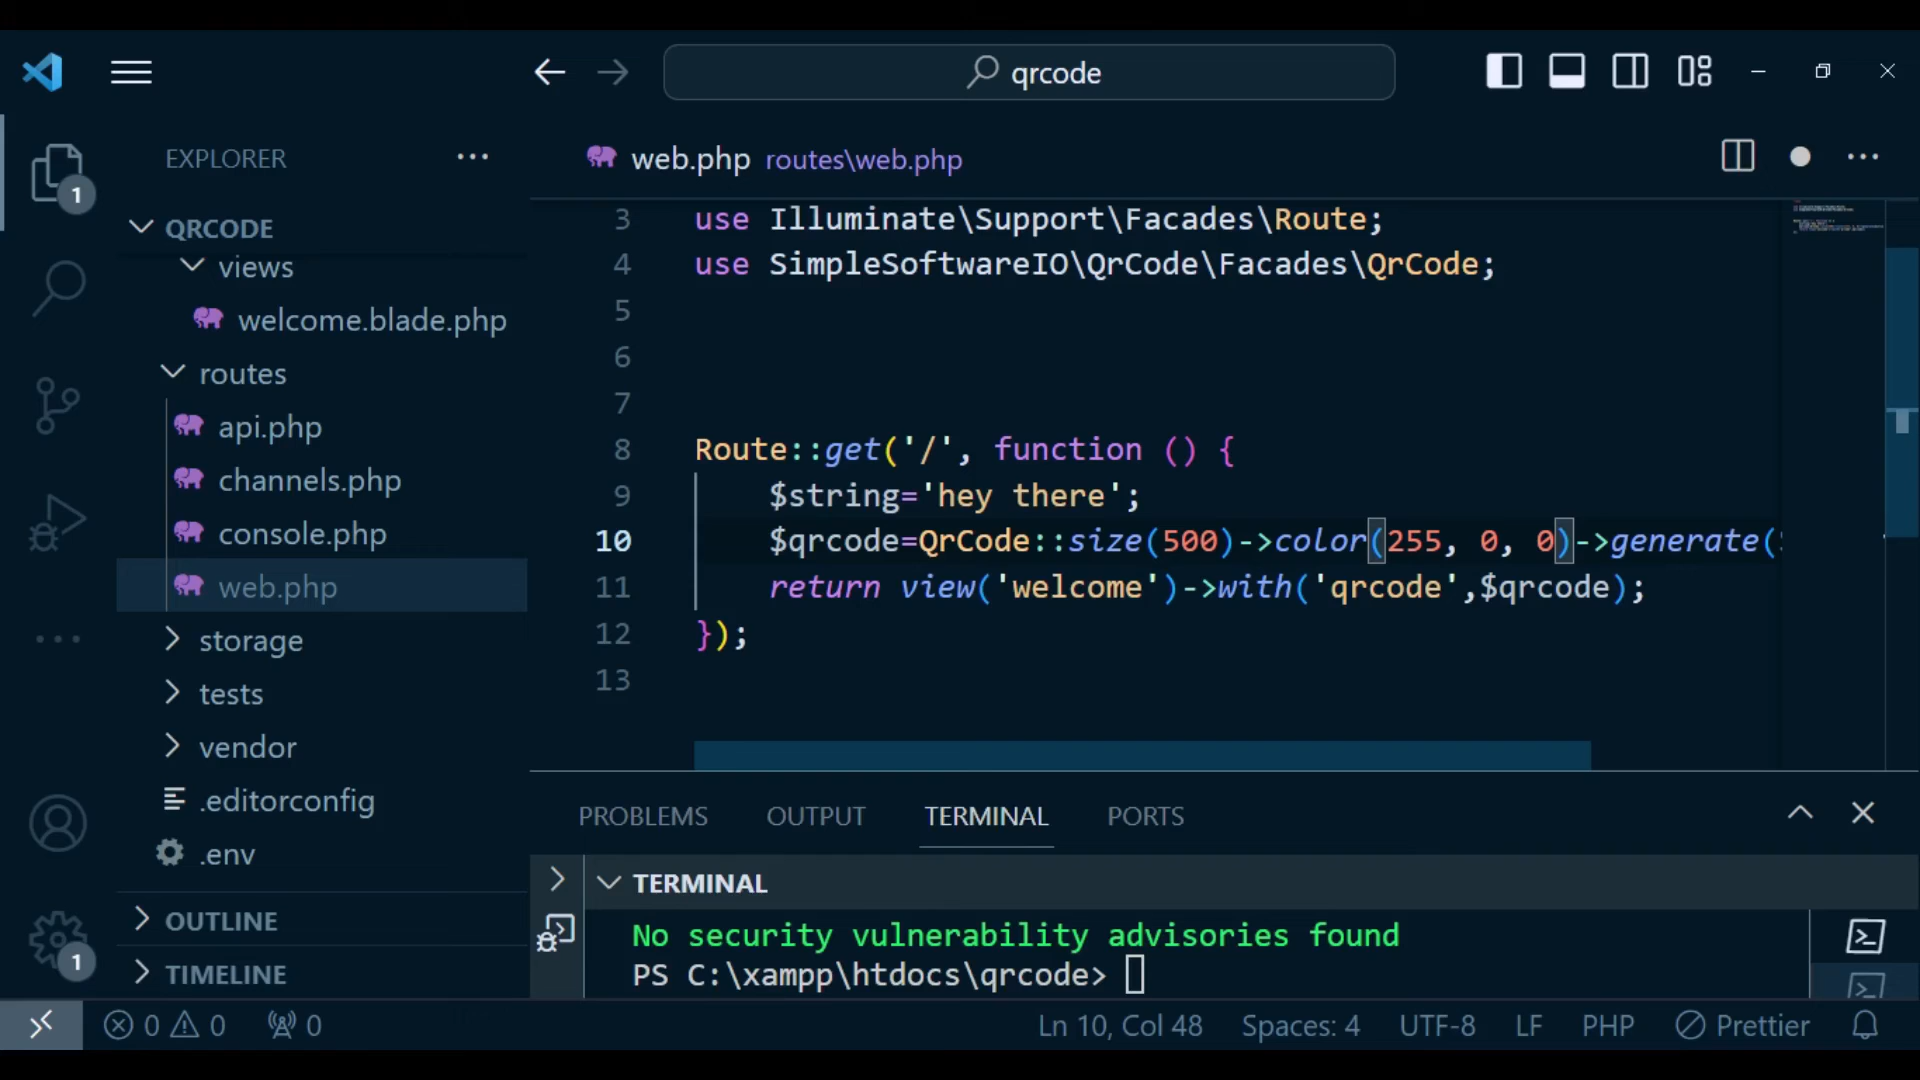 qrcode
EXPLORER
QRCODE
views
welcome.blade.php
routes
api.php
channels.php
console.php
web.php
storage
tests
vendor
.editorconfig
.env
OUTLINE
TIMELINE
1
1
web.php routes\web.php
3 use Illuminate\Support\Facades\Route;
4 use SimpleSoftwareIO\QrCode\Facades\QrCode;
5
6
7
8 Route::get('/', function () {
9 $string='hey there';
10 $qrcode=QrCode::size(500)->color(255, 0, 0)->generate(
11 return view('welcome')->with('qrcode',$qrcode);
12 });
13
PROBLEMS OUTPUT TERMINAL PORTS
TERMINAL
No security vulnerability advisories found
PS C:\xampp\htdocs\qrcode>
0 0 0 Ln 10, Col 48 Spaces: 4 UTF-8 LF PHP Prettier